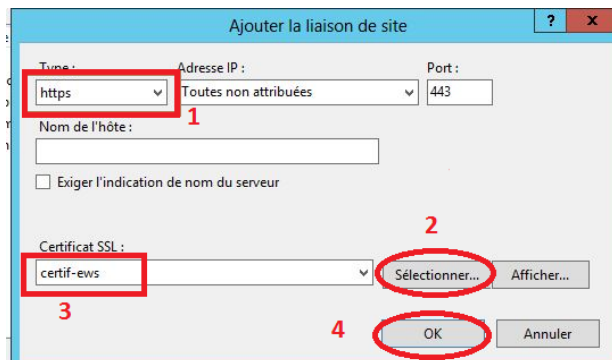 Ajouter la liaison de site
? x
Type : Adresse IP : Port :
https Toutes non attribuées 443
1
Nom de l'hôte :
Exiger l'indication de nom du serveur
2
Certificat SSL :
certif-ews Sélectionner... Afficher...
3
4 OK Annuler